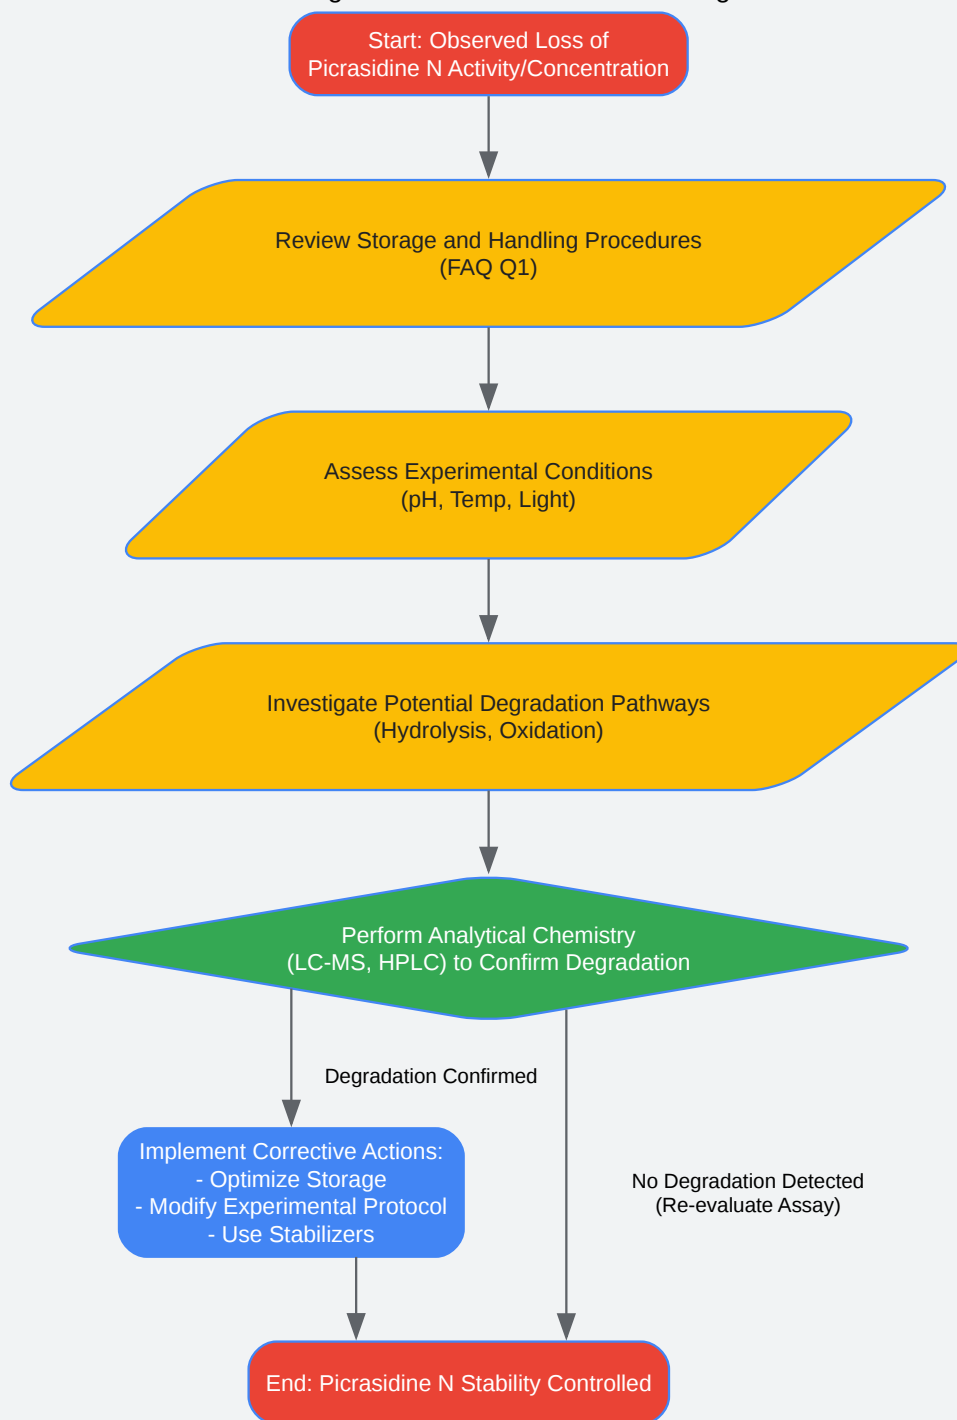 Start: Observed Loss of
Picrasidine N Activity/Concentration
Review Storage and Handling Procedures
(FAQ Q1)
Assess Experimental Conditions
(pH, Temp, Light)
Investigate Potential Degradation Pathways
(Hydrolysis, Oxidation)
Perform Analytical Chemistry
(LC-MS, HPLC) to Confirm Degradation
Degradation Confirmed
Implement Corrective Actions:
- Optimize Storage
- Modify Experimental Protocol
- Use Stabilizers
No Degradation Detected
(Re-evaluate Assay)
End: Picrasidine N Stability Controlled